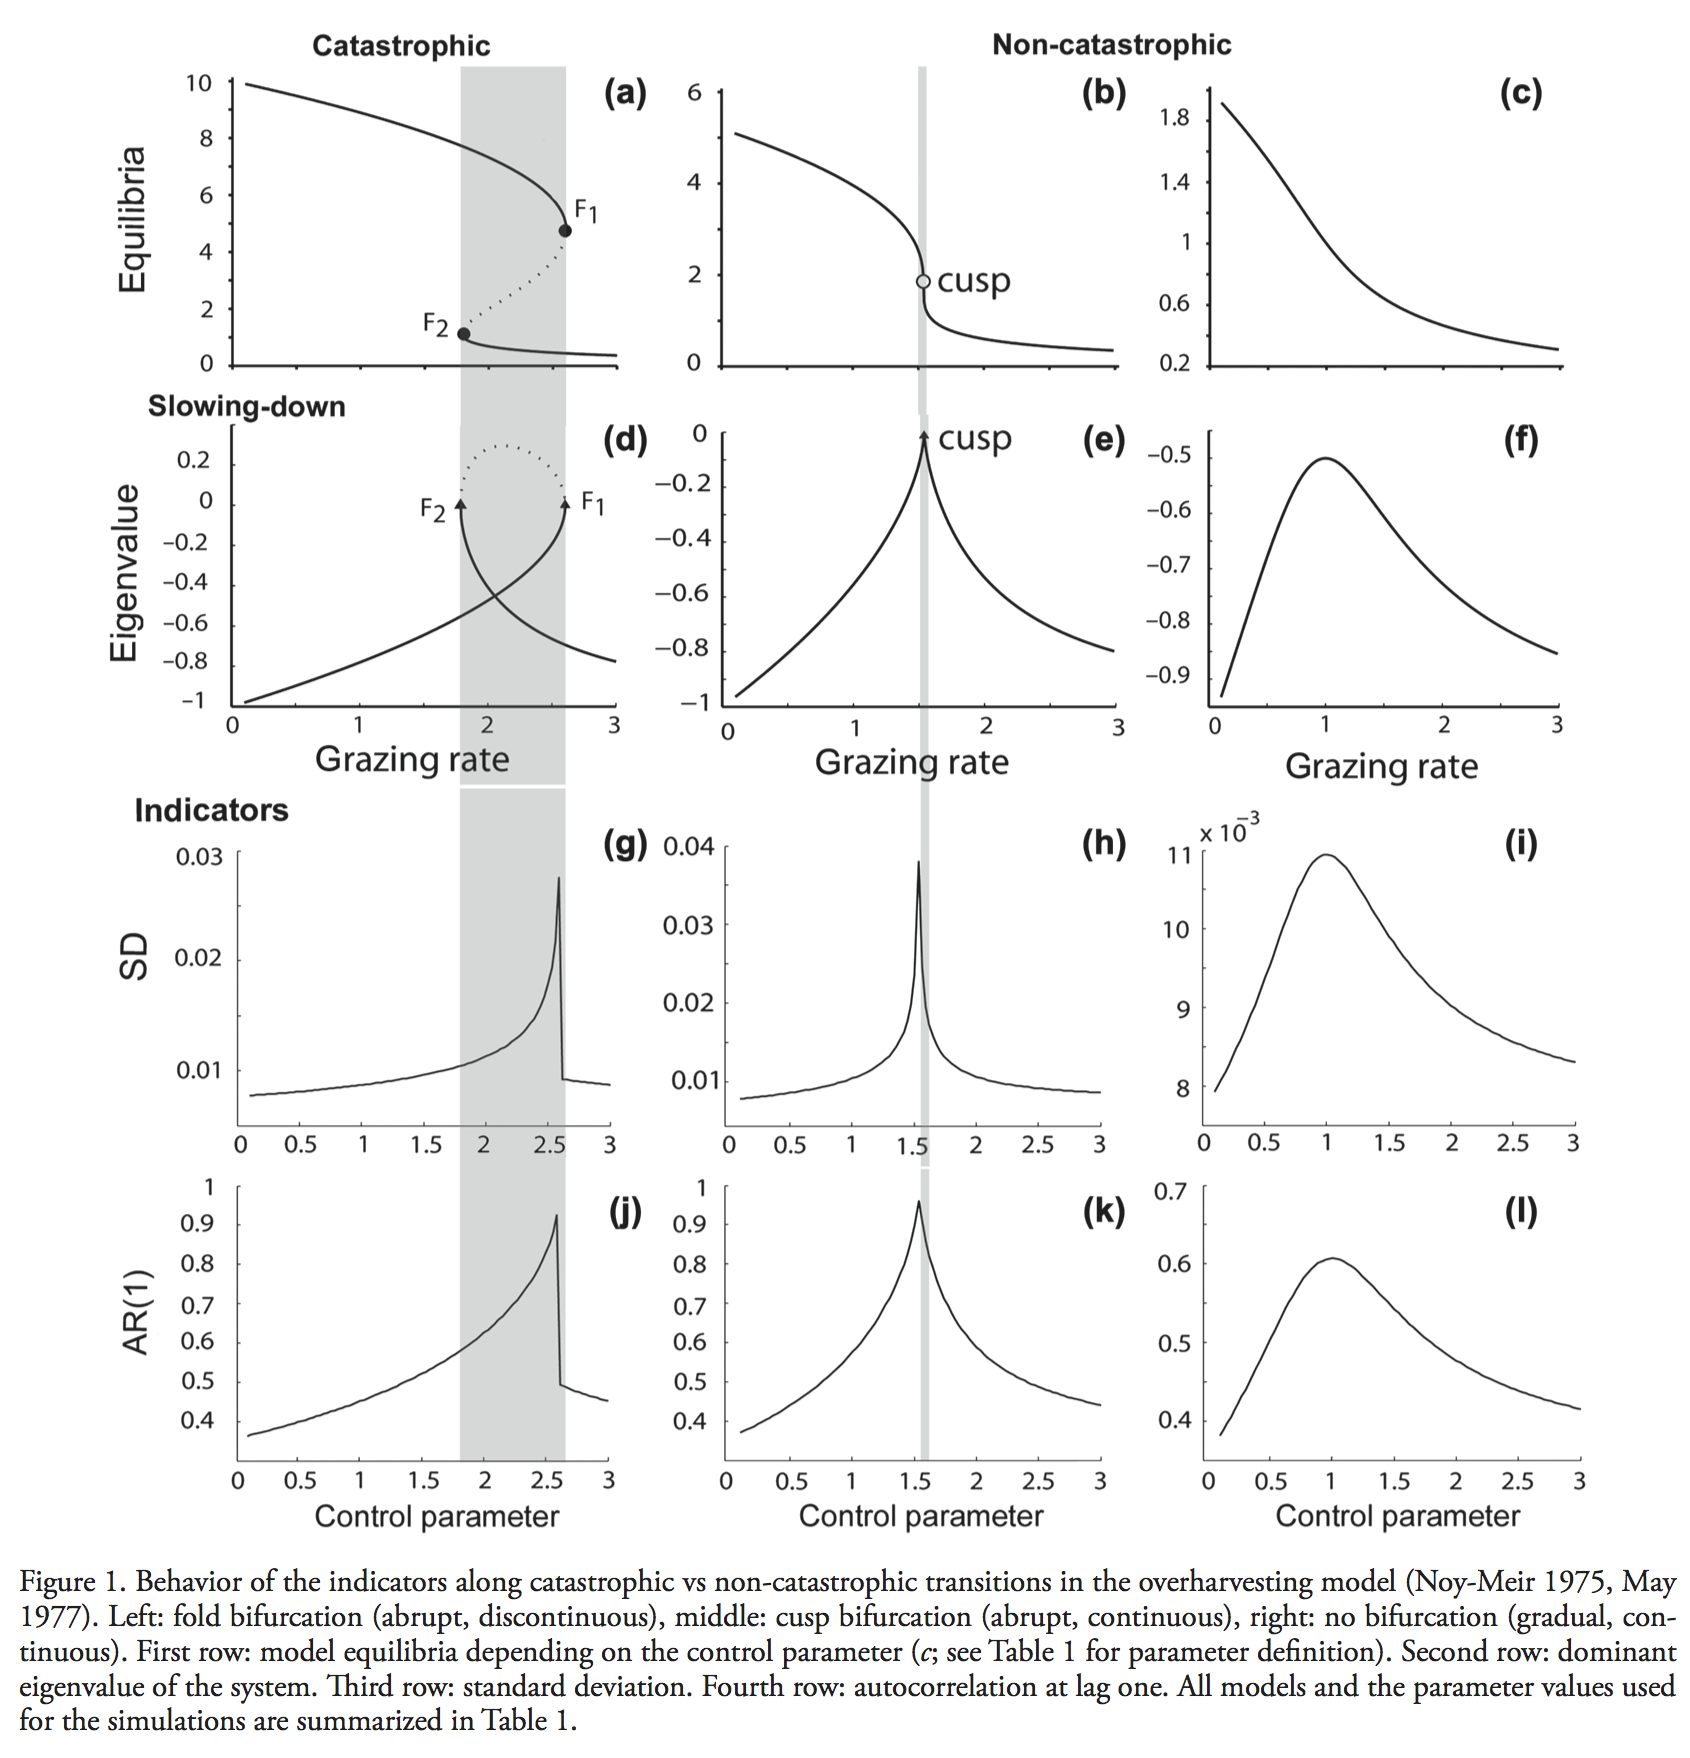 Catastrophic
Non-catastrophic
Equilibria
10
8
6
4
2
0
F1
F2
(a)
6
4
2
0
cusp
(b)
1.8
1.4
1
0.6
0.2
(c)
Slowing-down
Eigenvalue
0.2
0
−0.2
−0.4
−0.6
−0.8
−1
F2
F1
(d)
0 1 2 3
Grazing rate
0
−0.2
−0.4
−0.6
−0.8
−1
cusp
(e)
0 1 2 3
Grazing rate
−0.5
−0.6
−0.7
−0.8
−0.9
(f)
0 1 2 3
Grazing rate
Indicators
SD
0.03
0.02
0.01
(g)
0 0.5 1 1.5 2 2.5 3
0.04
0.03
0.02
0.01
(h)
0 0.5 1 1.5 2 2.5 3
x 10−3
11
10
9
8
(i)
0 0.5 1 1.5 2 2.5 3
AR(1)
1
0.9
0.8
0.7
0.6
0.5
0.4
(j)
0 0.5 1 1.5 2 2.5 3
Control parameter
1
0.9
0.8
0.7
0.6
0.5
0.4
(k)
0 0.5 1 1.5 2 2.5 3
Control parameter
0.7
0.6
0.5
0.4
(l)
0 0.5 1 1.5 2 2.5 3
Control parameter
Figure 1. Behavior of the indicators along catastrophic vs non-catastrophic transitions in the overharvesting model (Noy-Meir 1975, May
1977). Left: fold bifurcation (abrupt, discontinuous), middle: cusp bifurcation (abrupt, continuous), right: no bifurcation (gradual, con-
tinuous). First row: model equilibria depending on the control parameter (c; see Table 1 for parameter definition). Second row: dominant
eigenvalue of the system. Third row: standard deviation. Fourth row: autocorrelation at lag one. All models and the parameter values used
for the simulations are summarized in Table 1.